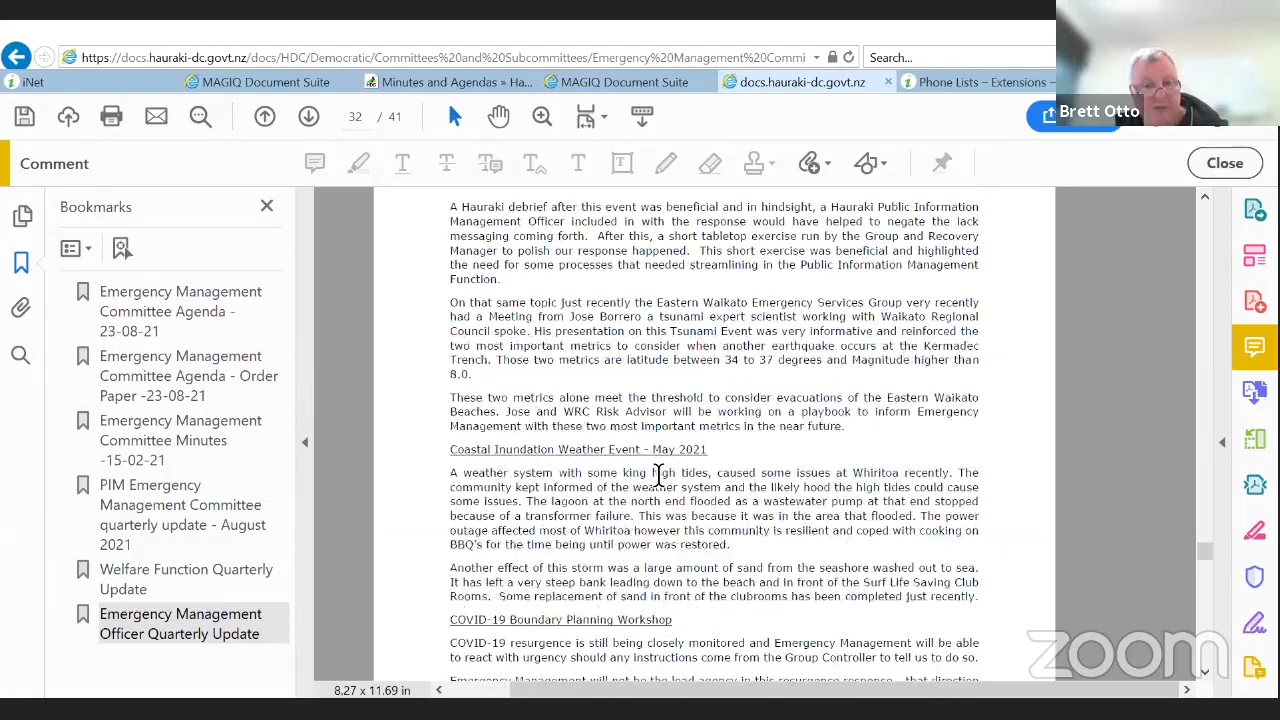 https://docs.hauraki-dc.govt.nz/docs/HDC/Democratic/Committees%20and%20Subcommittees/Emergency%20Management%20Commi
Search...
iNet
MAGIQ Document Suite
Minutes and Agendas » Ha...
MAGIQ Document Suite
docs.hauraki-dc.govt.nz
Phone Lists – Extensions
Brett Otto
32 / 41
Comment
Close
Bookmarks
Emergency Management
Committee Agenda -
23-08-21
Emergency Management
Committee Agenda - Order
Paper -23-08-21
Emergency Management
Committee Minutes
-15-02-21
PIM Emergency
Management Committee
quarterly update - August
2021
Welfare Function Quarterly
Update
Emergency Management
Officer Quarterly Update
A Hauraki debrief after this event was beneficial and in hindsight, a Hauraki Public Information
Management Officer included in with the response would have helped to negate the lack
messaging coming forth. After this, a short tabletop exercise run by the Group and Recovery
Manager to polish our response happened. This short exercise was beneficial and highlighted
the need for some processes that needed streamlining in the Public Information Management
Function.
On that same topic just recently the Eastern Waikato Emergency Services Group very recently
had a Meeting from Jose Borrero a tsunami expert scientist working with Waikato Regional
Council spoke. His presentation on this Tsunami Event was very informative and reinforced the
two most important metrics to consider when another earthquake occurs at the Kermadec
Trench. Those two metrics are latitude between 34 to 37 degrees and Magnitude higher than
8.0.
These two metrics alone meet the threshold to consider evacuations of the Eastern Waikato
Beaches. Jose and WRC Risk Advisor will be working on a playbook to inform Emergency
Management with these two most important metrics in the near future.
Coastal Inundation Weather Event - May 2021
A weather system with some king high tides, caused some issues at Whiritoa recently. The
community kept informed of the weather system and the likely hood the high tides could cause
some issues. The lagoon at the north end flooded as a wastewater pump at that end stopped
because of a transformer failure. This was because it was in the area that flooded. The power
outage affected most of Whiritoa however this community is resilient and coped with cooking on
BBQ's for the time being until power was restored.
Another effect of this storm was a large amount of sand from the seashore washed out to sea.
It has left a very steep bank leading down to the beach and in front of the Surf Life Saving Club
Rooms. Some replacement of sand in front of the clubrooms has been completed just recently.
COVID-19 Boundary Planning Workshop
COVID-19 resurgence is still being closely monitored and Emergency Management will be able
to react with urgency should any instructions come from the Group Controller to tell us to do so.
Emergency Management will not be the lead agency in this resurgence response, that direction
8.27 x 11.69 in
zoom